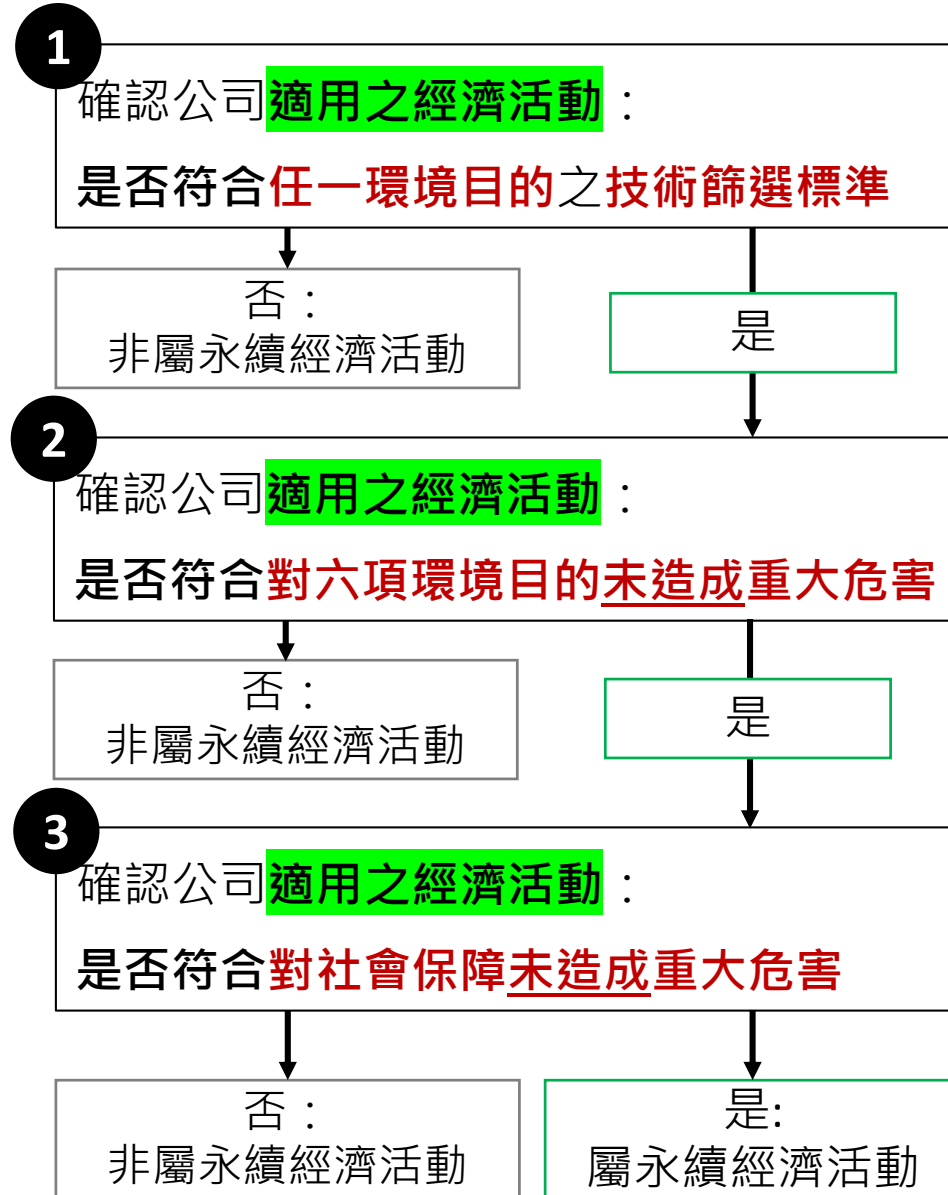 1
確認公司適用之經濟活動：
是否符合任一環境目的之技術篩選標準
否：
非屬永續經濟活動
是
2
確認公司適用之經濟活動：
是否符合對六項環境目的未造成重大危害
否：
非屬永續經濟活動
是
3
確認公司適用之經濟活動：
是否符合對社會保障未造成重大危害
否：
非屬永續經濟活動
是:
屬永續經濟活動